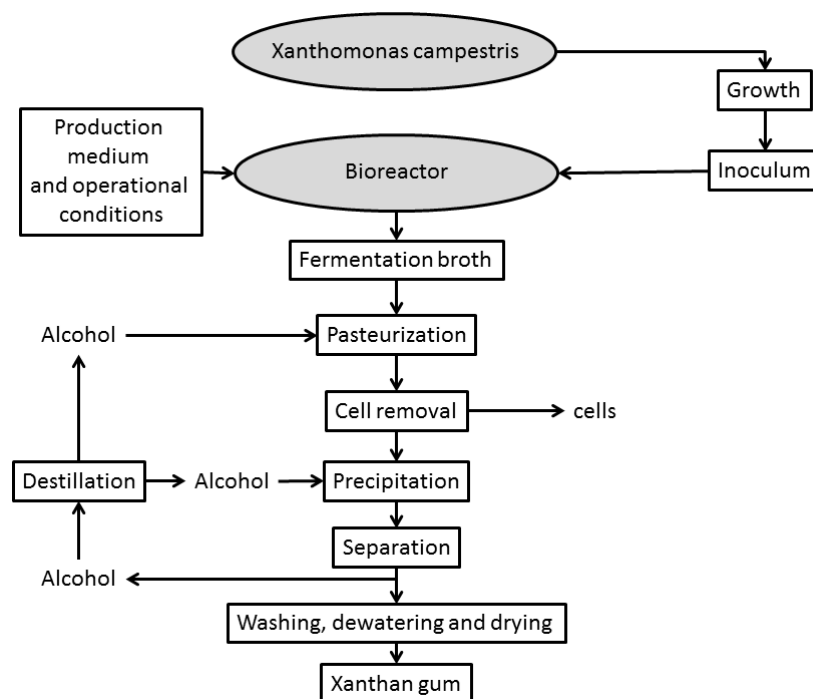 Xanthomonas campestris
Growth
Production
medium
and operational
conditions
Bioreactor
Inoculum
Fermentation broth
Alcohol
Pasteurization
Cell removal
cells
Destillation
Alcohol
Precipitation
Separation
Alcohol
Washing, dewatering and drying
Xanthan gum